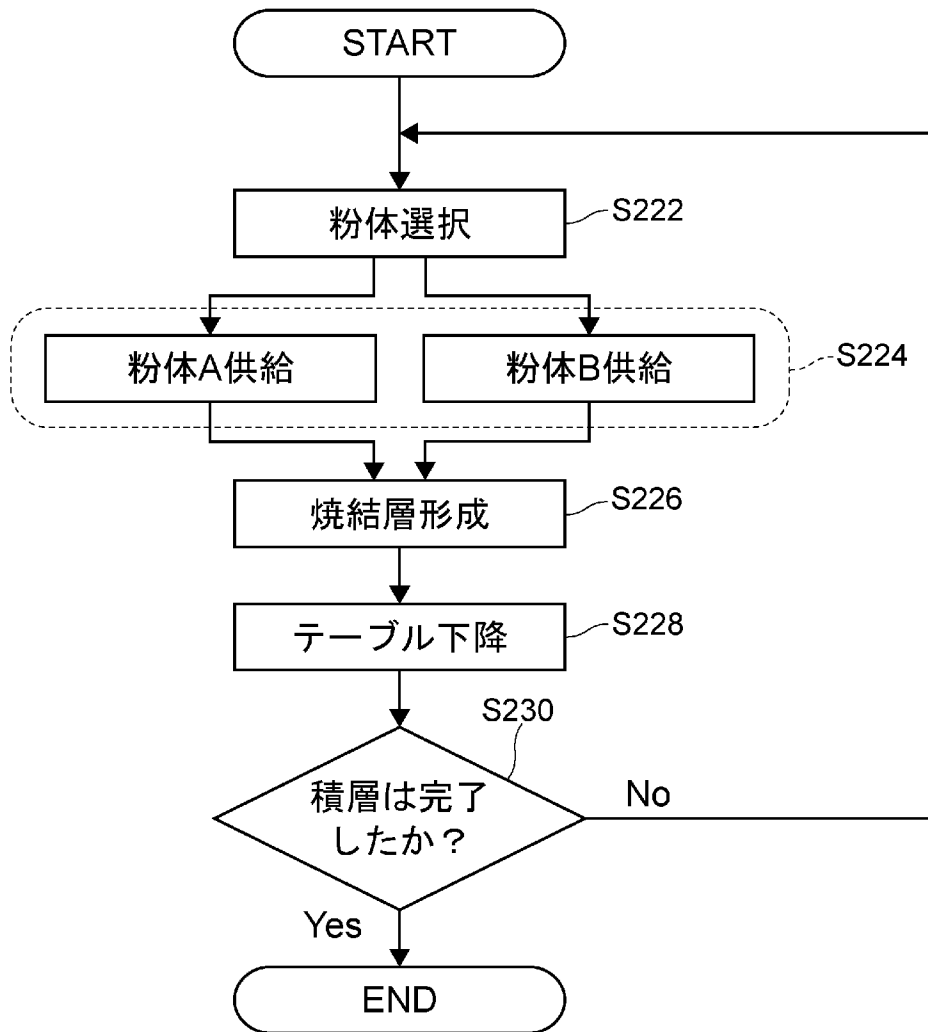 START
粉体選択
S222
粉体A供給
粉体B供給
S224
焼結層形成
S226
テーブル下降
S228
S230
積層は完了
したか？
No
Yes
END